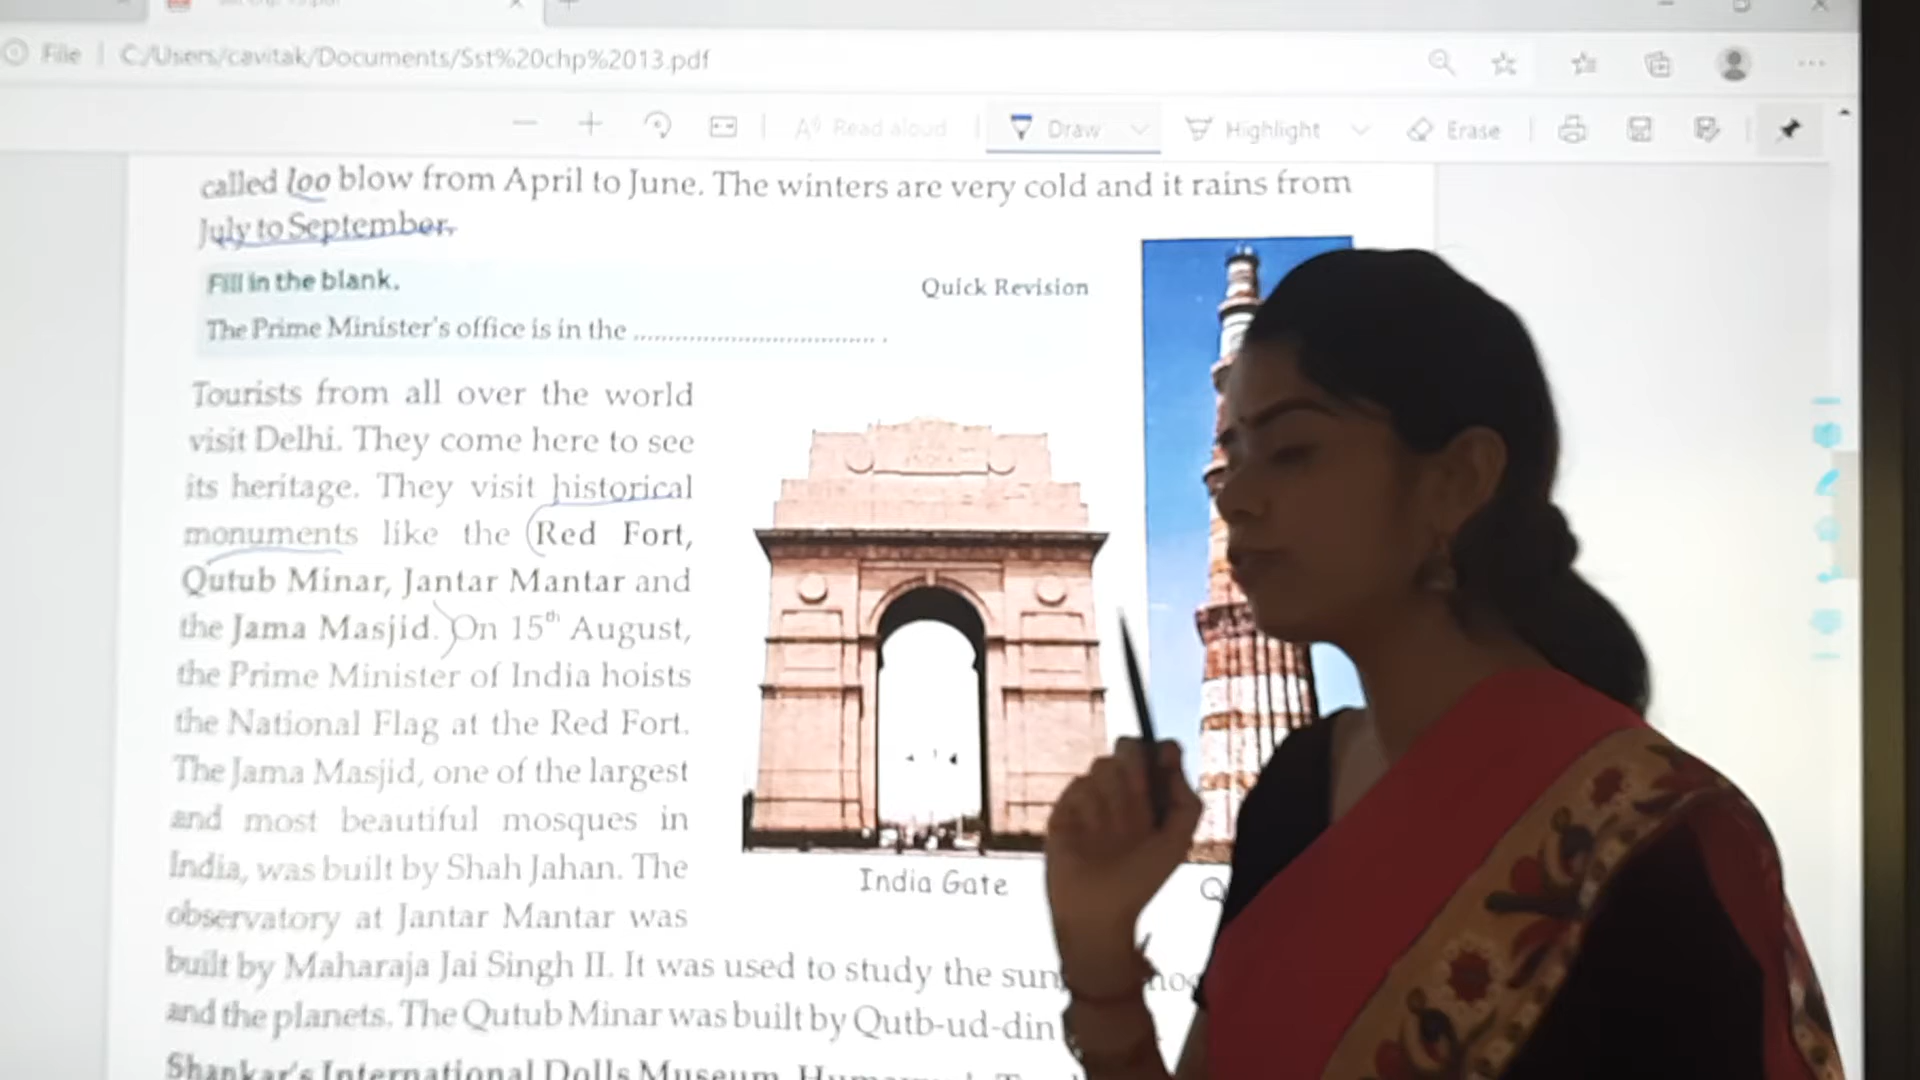 File | C:/Users/cavitak/Documents/Sst%20chp%2013.pdf
Read aloud Draw Highlight Erase
called loo blow from April to June. The winters are very cold and it rains from
July to September.
Fill in the blank.
Quick Revision
The Prime Minister's office is in the ................................ .
Tourists from all over the world
visit Delhi. They come here to see
its heritage. They visit historical
monuments like the Red Fort,
Qutub Minar, Jantar Mantar and
the Jama Masjid. On 15th August,
the Prime Minister of India hoists
the National Flag at the Red Fort.
The Jama Masjid, one of the largest
and most beautiful mosques in
India, was built by Shah Jahan. The
observatory at Jantar Mantar was
built by Maharaja Jai Singh II. It was used to study the sun,
and the planets. The Qutub Minar was built by Qutb-ud-din
Shankar's International Dolls Museum,
India Gate